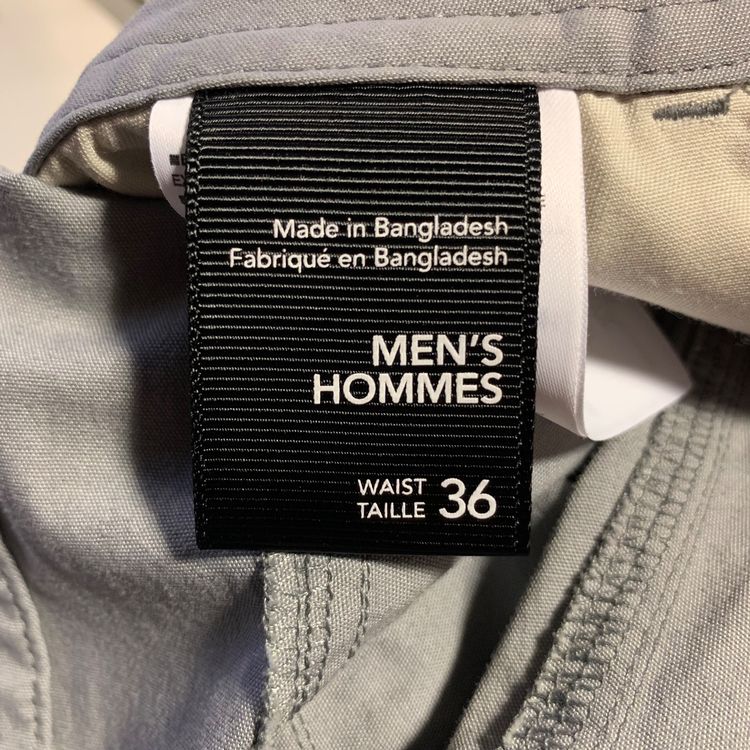 Made in Bangladesh
Fabriqué en Bangladesh
MEN'S
HOMMES
WAIST
TAILLE 36